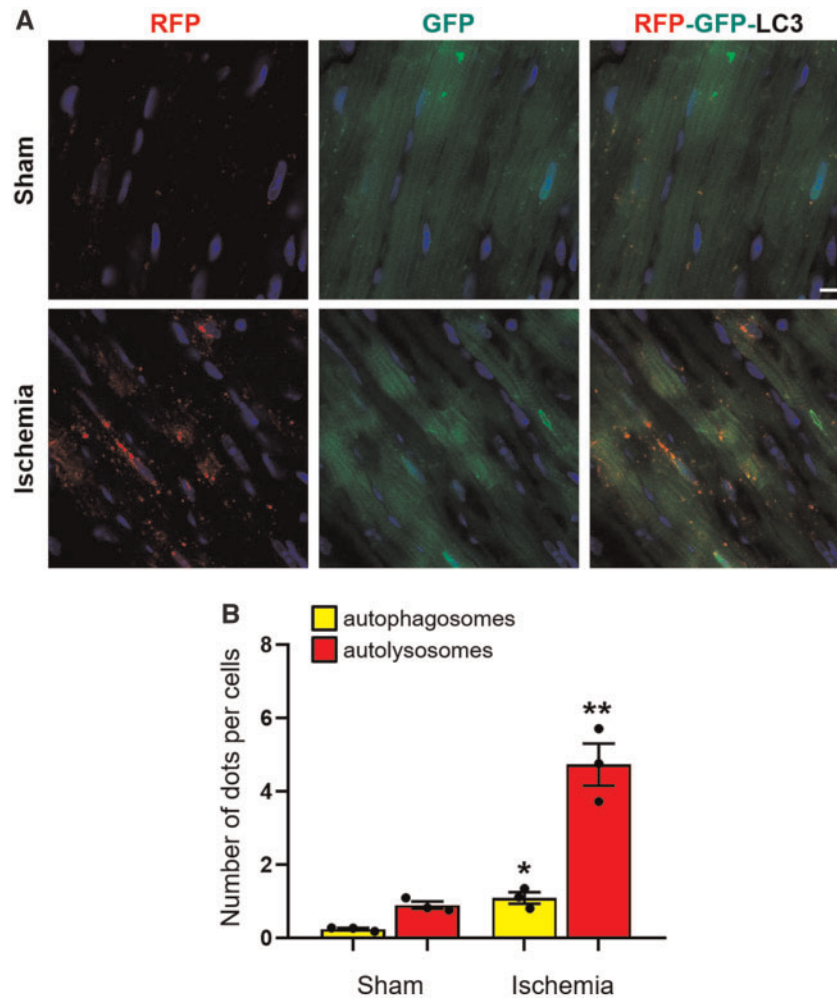 A
RFP
GFP
RFP-GFP-LC3
Sham
Ischemia
B
autophagosomes
autolysosomes
Number of dots per cells
8
6
4
2
0
*
**
Sham
Ischemia